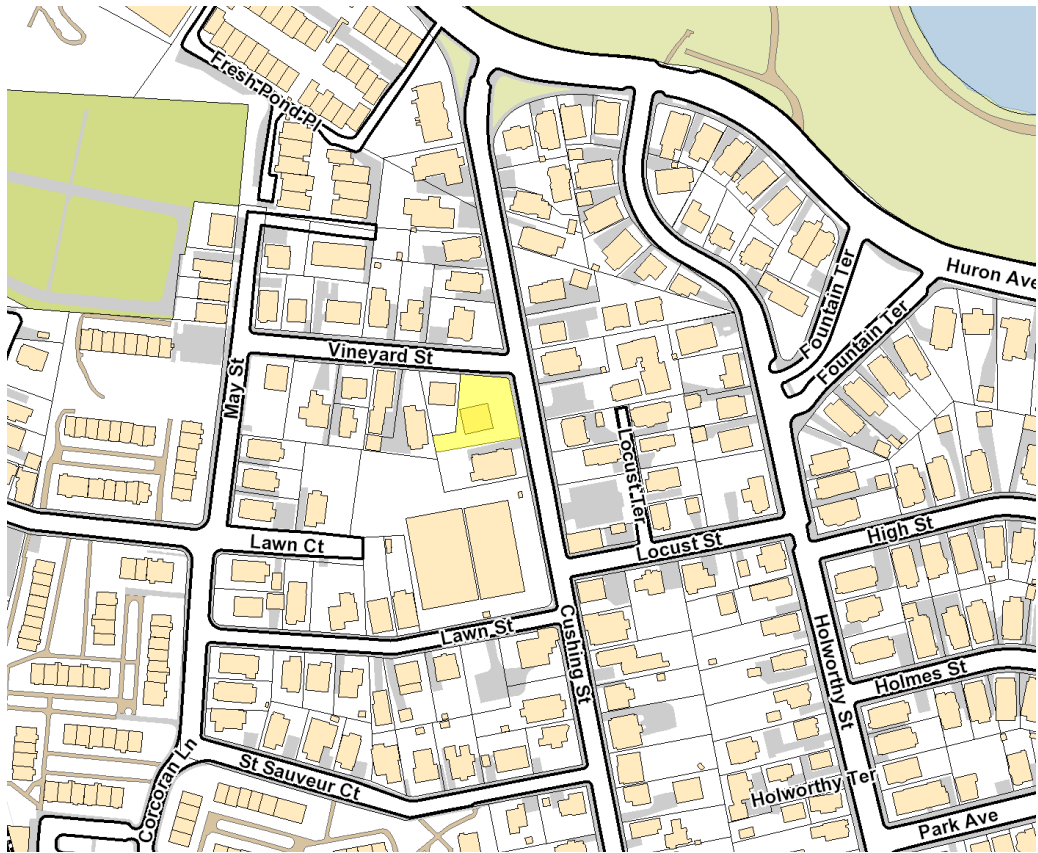 Fresh Pond Pl
Huron Ave
Fountain Ter
Fountain Ter
Vineyard St
May St
Locust Ter
High St
Locust St
Lawn Ct
Lawn St
Cushing St
Holworthy St
Holmes St
St Sauveur Ct
Corcoran Ln
Holworthy Ter
Park Ave